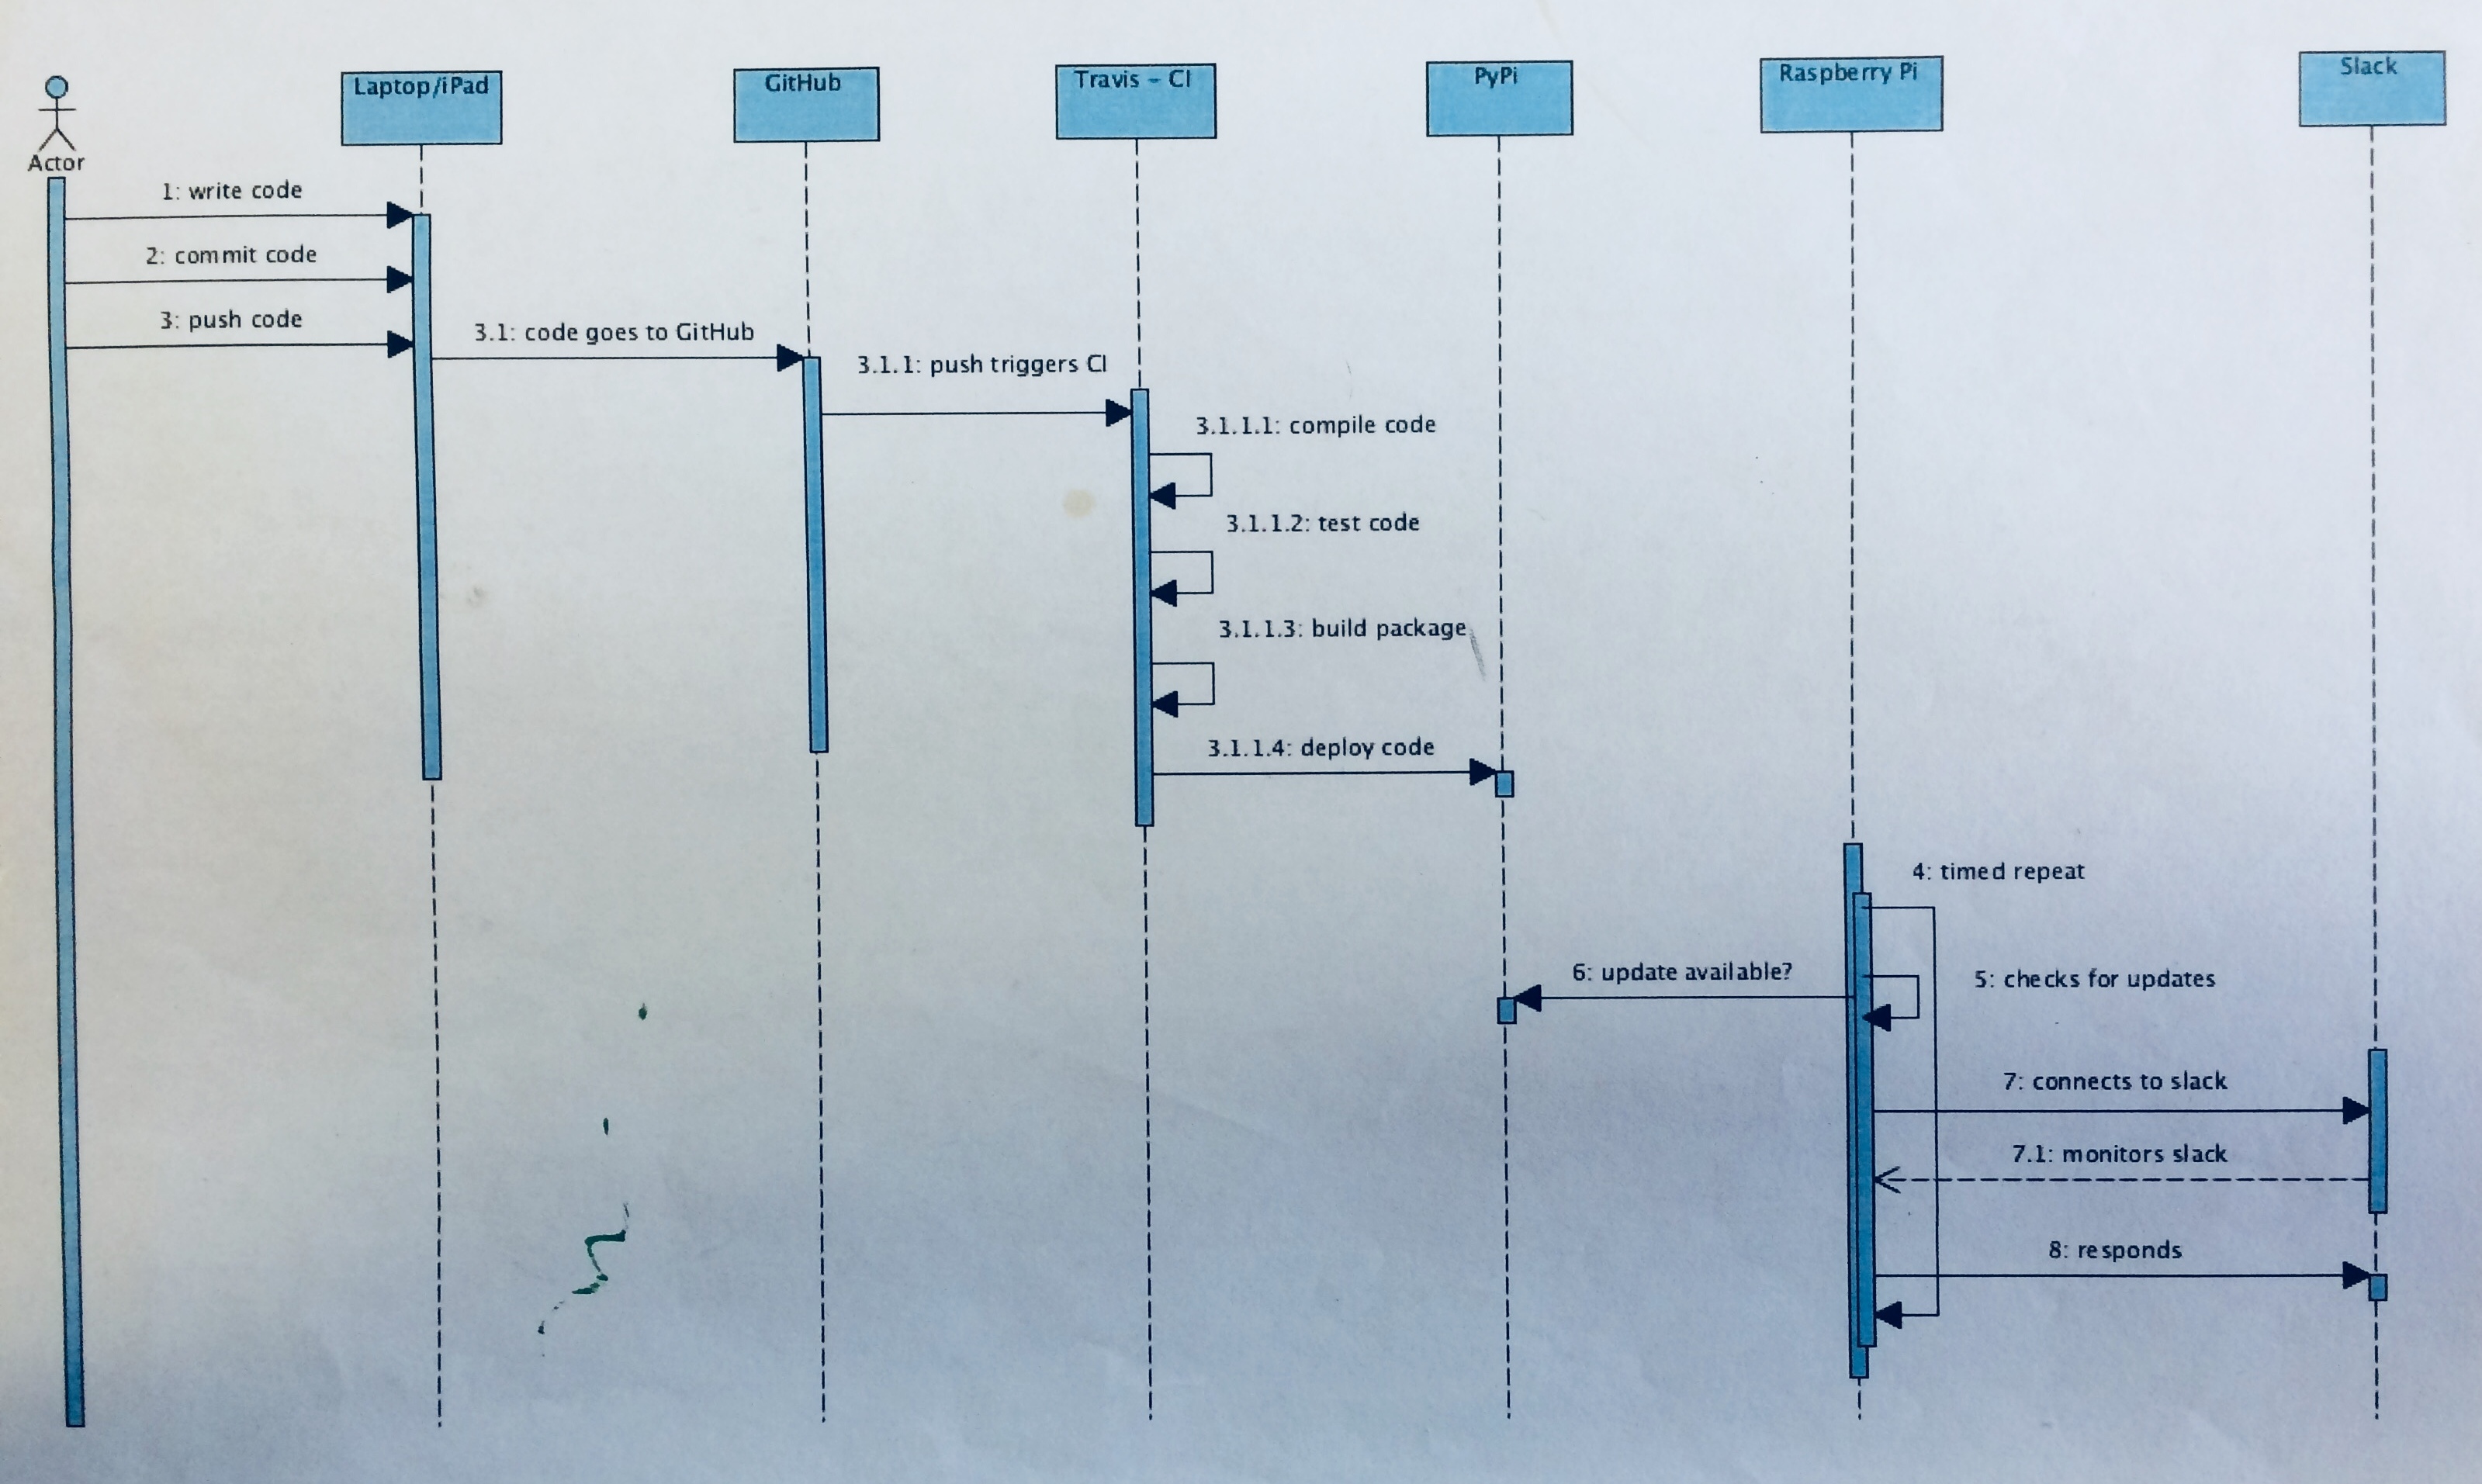 Actor
Laptop/iPad
GitHub
Travis - CI
PyPi
Raspberry Pi
Slack
1: write code
2: commit code
3: push code
3.1: code goes to GitHub
3.1.1: push triggers CI
3.1.1.1: compile code
3.1.1.2: test code
3.1.1.3: build package
3.1.1.4: deploy code
4: timed repeat
5: checks for updates
6: update available?
7: connects to slack
7.1: monitors slack
8: responds